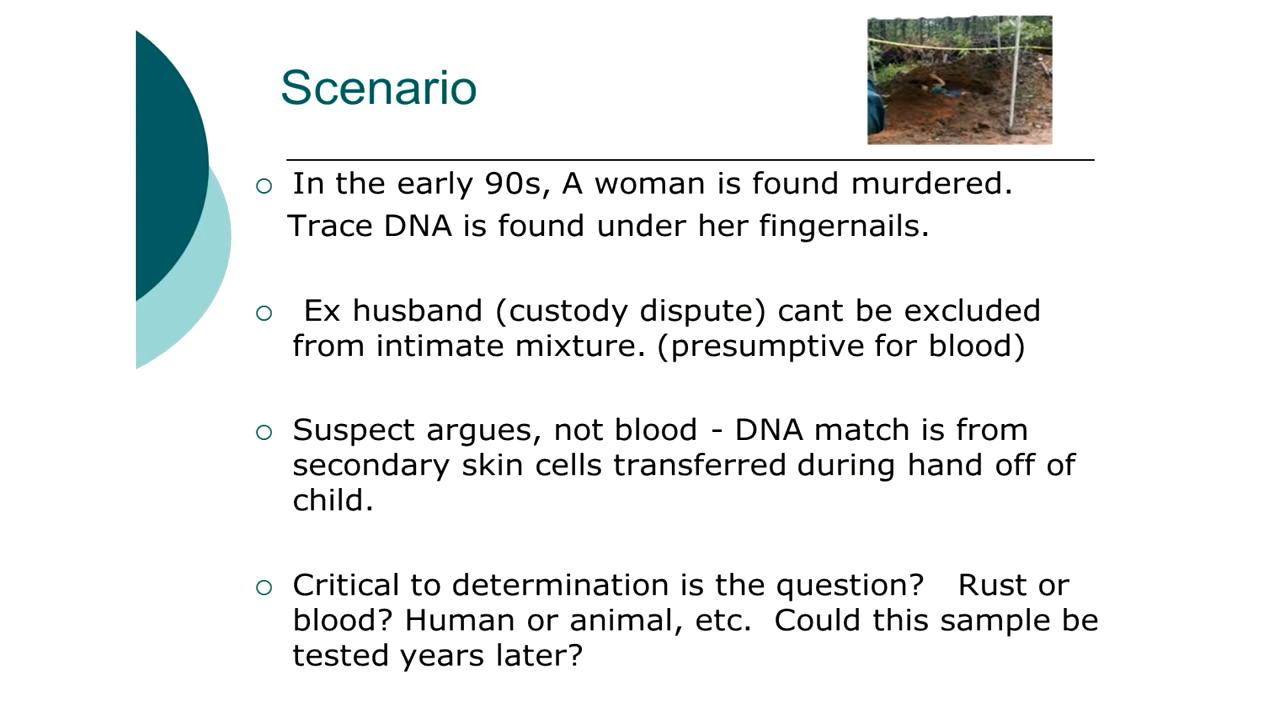 Scenario
In the early 90s, A woman is found murdered.
Trace DNA is found under her fingernails.
Ex husband (custody dispute) cant be excluded
from intimate mixture. (presumptive for blood)
Suspect argues, not blood - DNA match is from
secondary skin cells transferred during hand off of
child.
Critical to determination is the question? Rust or
blood? Human or animal, etc. Could this sample be
tested years later?